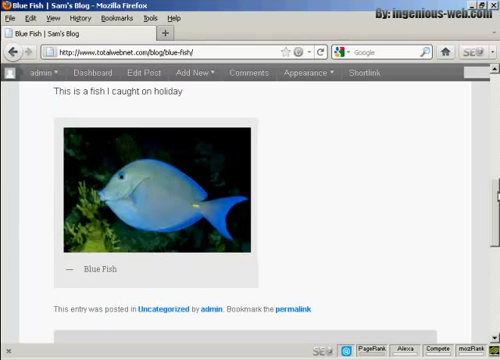 Blue Fish | Sam's Blog - Mozilla Firefox
By: ingenious-web.com
File Edit View History Bookmarks Tools Help
Blue Fish | Sam's Blog
http://www.totalwebnet.com/blog/blue-fish/
Google
admin Dashboard Edit Post Add New Comments Appearance Shortlink
This is a fish I caught on holiday
— Blue Fish
This entry was posted in Uncategorized by admin. Bookmark the permalink
PageRank Alexa Compete mozRank